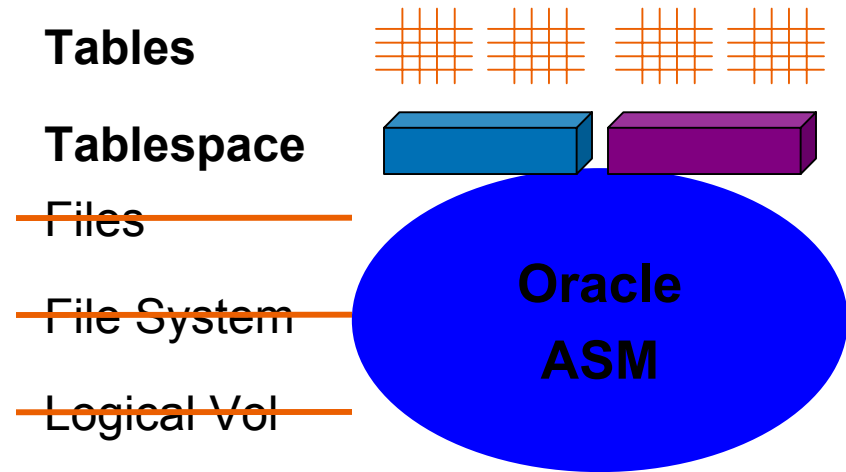 Tables
Tablespace
Files
File System
Logical Vol
Oracle
ASM